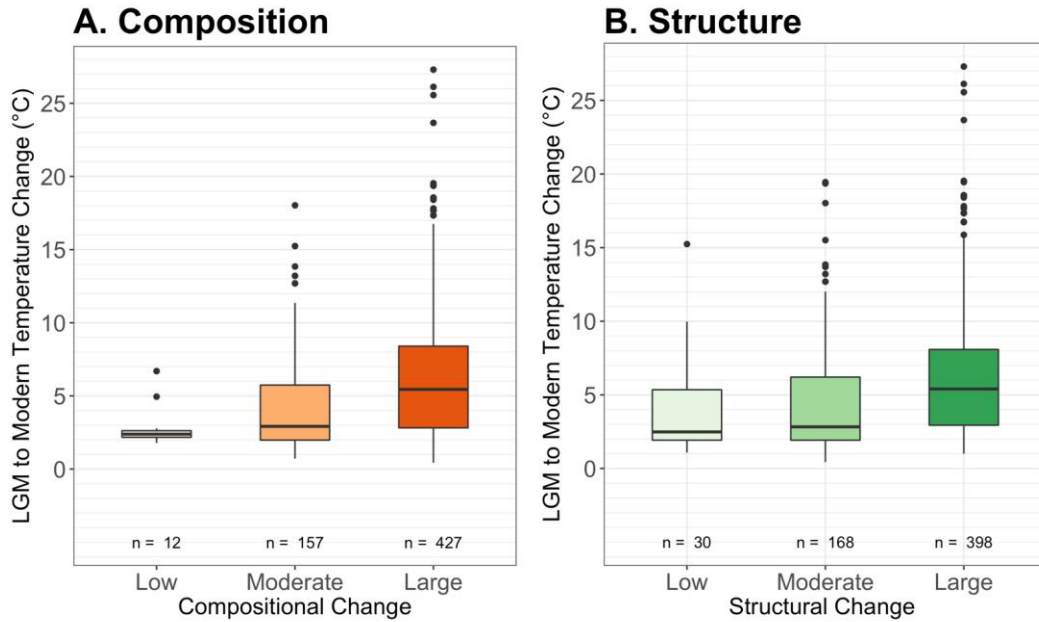 A. Composition
LGM to Modern Temperature Change (°C)
25
20
15
10
5
0
n = 12
n = 157
n = 427
Low
Moderate
Large
Compositional Change
B. Structure
LGM to Modern Temperature Change (°C)
25
20
15
10
5
0
n = 30
n = 168
n = 398
Low
Moderate
Large
Structural Change